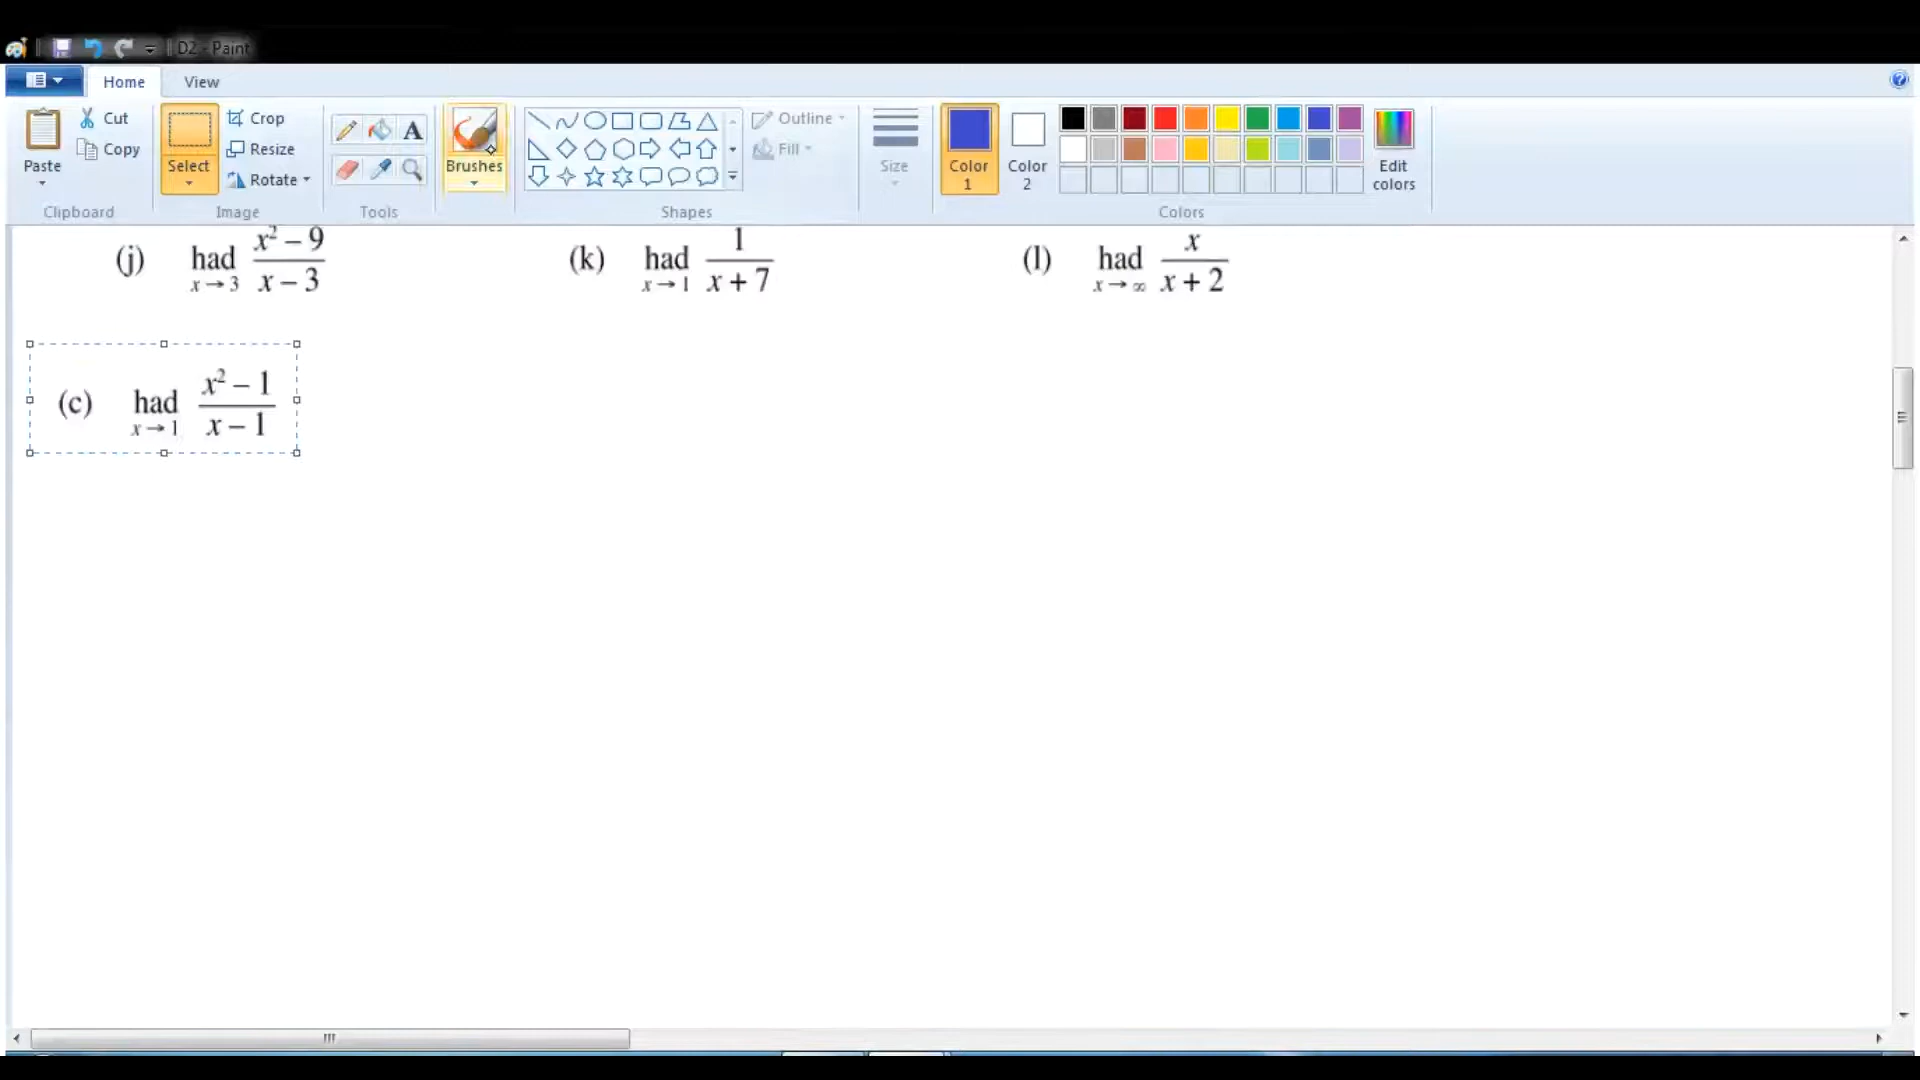 D2 - Paint
Home View
Paste Cut Copy Clipboard
Select Crop Resize Rotate Image
A Tools
Brushes
Outline Fill Shapes
Size
Color 1 Color 2 Edit colors Colors
(j) had x→3 x² – 9 / x – 3
(k) had x→1 1 / x + 7
(l) had x→∞ x / x + 2
(c) had x→1 x² – 1 / x – 1